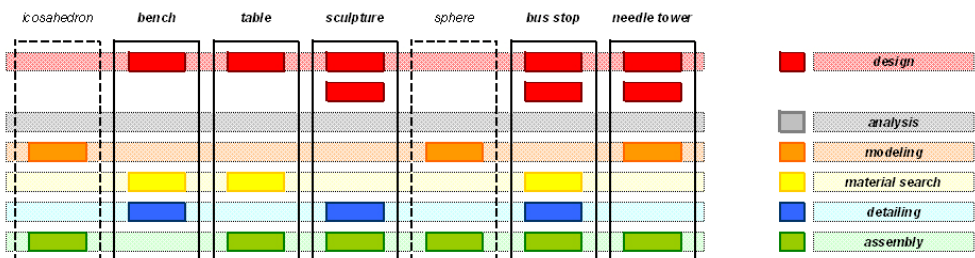 icosahedron bench table sculpture sphere bus stop needle tower
design
analysis
modeling
material search
detailing
assembly